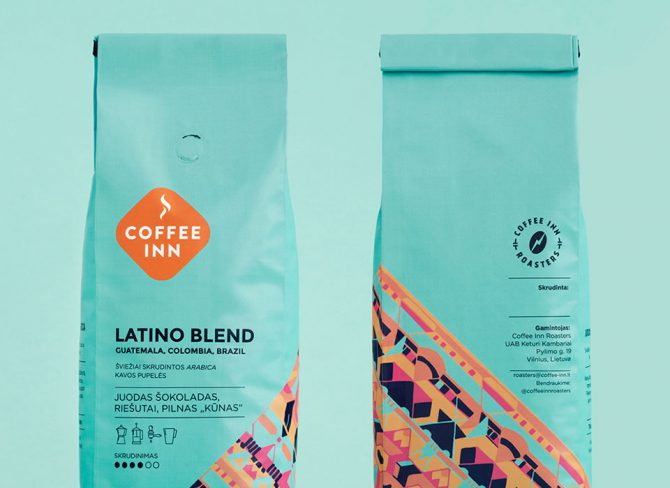 COFFEE
INN
LATINO BLEND
GUATEMALA, COLOMBIA, BRAZIL
ŠVIEŽIAI SKRUDINTOS ARABICA
KAVOS PUPELĖS
JUODAS ŠOKOLADAS,
RIEŠUTAI, PILNAS „KŪNAS“
SKRUDINIMAS
COFFEE INN
ROASTERS
Skrudinta:
Gamintojas:
Coffee Inn Roasters
UAB Keturi Kambariai
Pylimo g. 19
Vilnius, Lietuva
roasters@coffee-inn.lt
Bendraukime:
@coffeeinnroasters